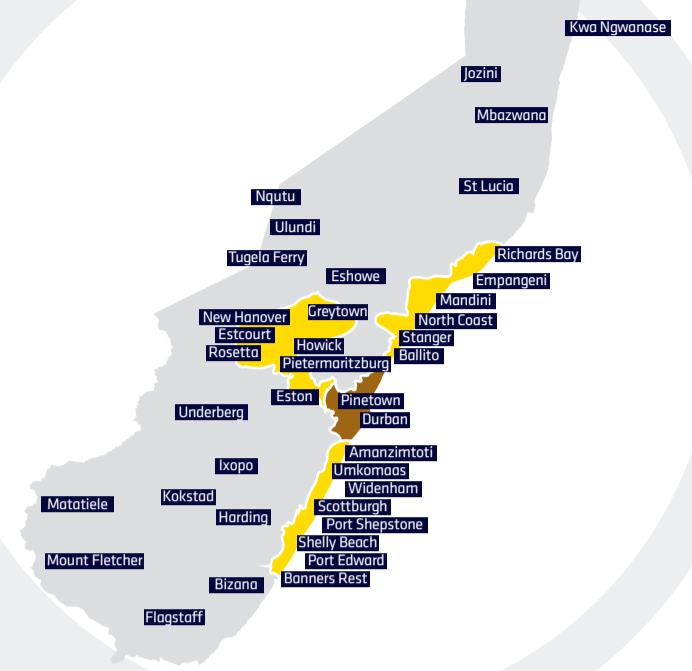 Kwa Ngwanase
Jozini
Mbazwana
St Lucia
Nqutu
Ulundi
Tugela Ferry
Richards Bay
Eshowe
Empangeni
Mandini
Greytown
New Hanover
North Coast
Estcourt
Stanger
Howick
Rosetta
Ballito
Pietermaritzburg
Eston
Pinetown
Underberg
Durban
Amanzimtoti
Ixopo
Umkomaas
Widenham
Kokstad
Matatiele
Scottburgh
Harding
Port Shepstone
Shelly Beach
Mount Fletcher
Port Edward
Banners Rest
Bizana
Flagstaff